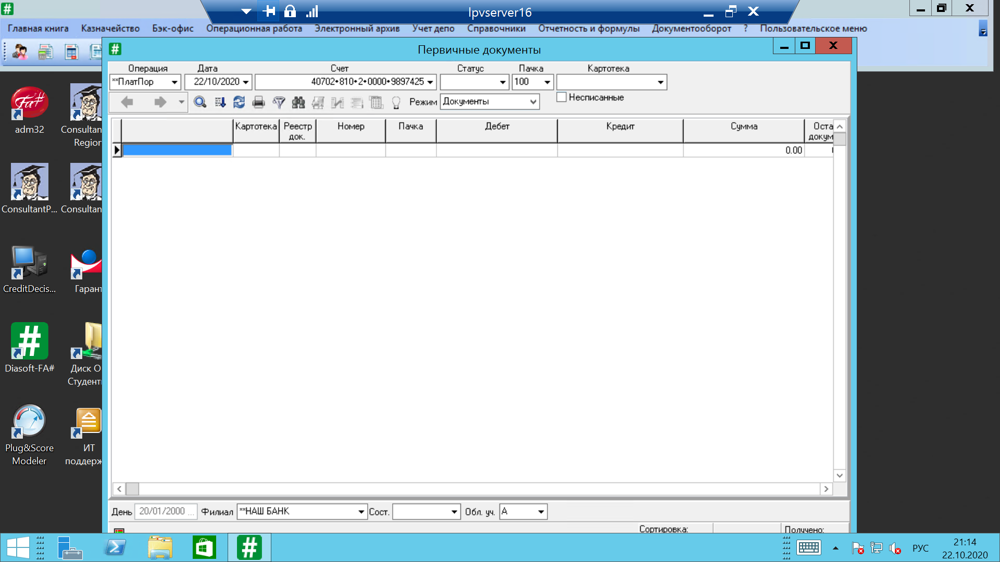 lpvserver16
Главная книга Казначейство Бэк-офис Операционная работа Электронный архив Учет депо Справочники Отчетность и формулы Документооборот ? Пользовательское меню
Первичные документы
Операция Дата Счет Статус Пачка Картотека
**ПлатПор 22/10/2020 40702•810•2•0000•9897425 100
Режим Документы Несписанные
Картотека Реестр док. Номер Пачка Дебет Кредит Сумма Оста
докум
0.00
adm32
Consultan
Region
ConsultantP...
Consultan
CreditDecis...
Гарант
Diasoft-FA#
Диск О
Студент
Plug&Score
Modeler
ИТ
поддерж
День 20/01/2000 ... Филиал **НАШ БАНК Сост. Обл. уч. А
Сортировка: Получено:
РУС
21:14
22.10.2020